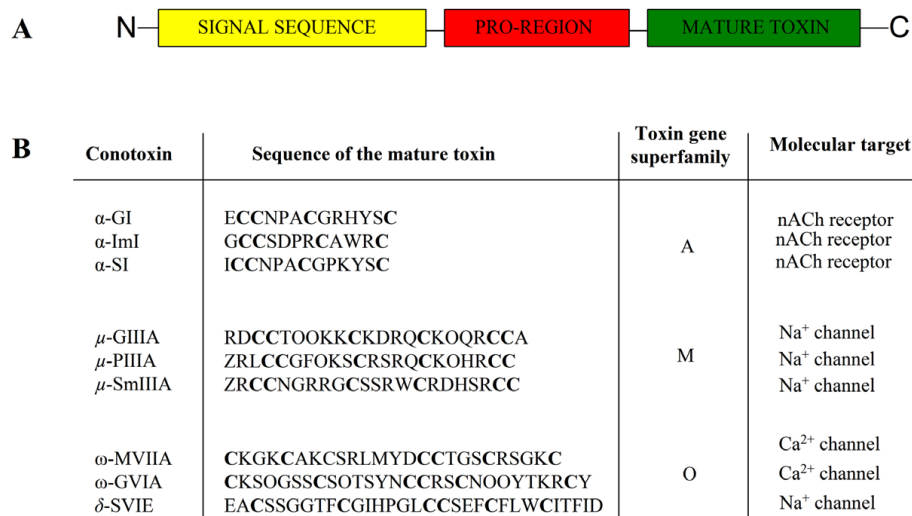 A
N SIGNAL SEQUENCE PRO-REGION MATURE TOXIN C
B
Conotoxin Sequence of the mature toxin Toxin gene superfamily Molecular target
α-GI ECCNPACGRHYSC nACh receptor
α-ImI GCCSDPRCAWRC A nACh receptor
α-SI ICCNPACGPKYSC nACh receptor
μ-GIIIA RDCCTOOKKCKDRQCKOQRCCA Na⁺ channel
μ-PIIIA ZRLCCGFOKSCRSRQCKOHRCC M Na⁺ channel
μ-SmIIIA ZRCCNGRRGCSSRWCRDHSRCC Na⁺ channel
ω-MVIIA CKGKCAKCSRLMYDCCTGSCRSGKC Ca²⁺ channel
ω-GVIA CKSOGSSCSOTSYNCCRSCNOOYTKRCY O Ca²⁺ channel
δ-SVIE EACSSGGTFCGIHPGLCCSEFCFLWCITFID Na⁺ channel